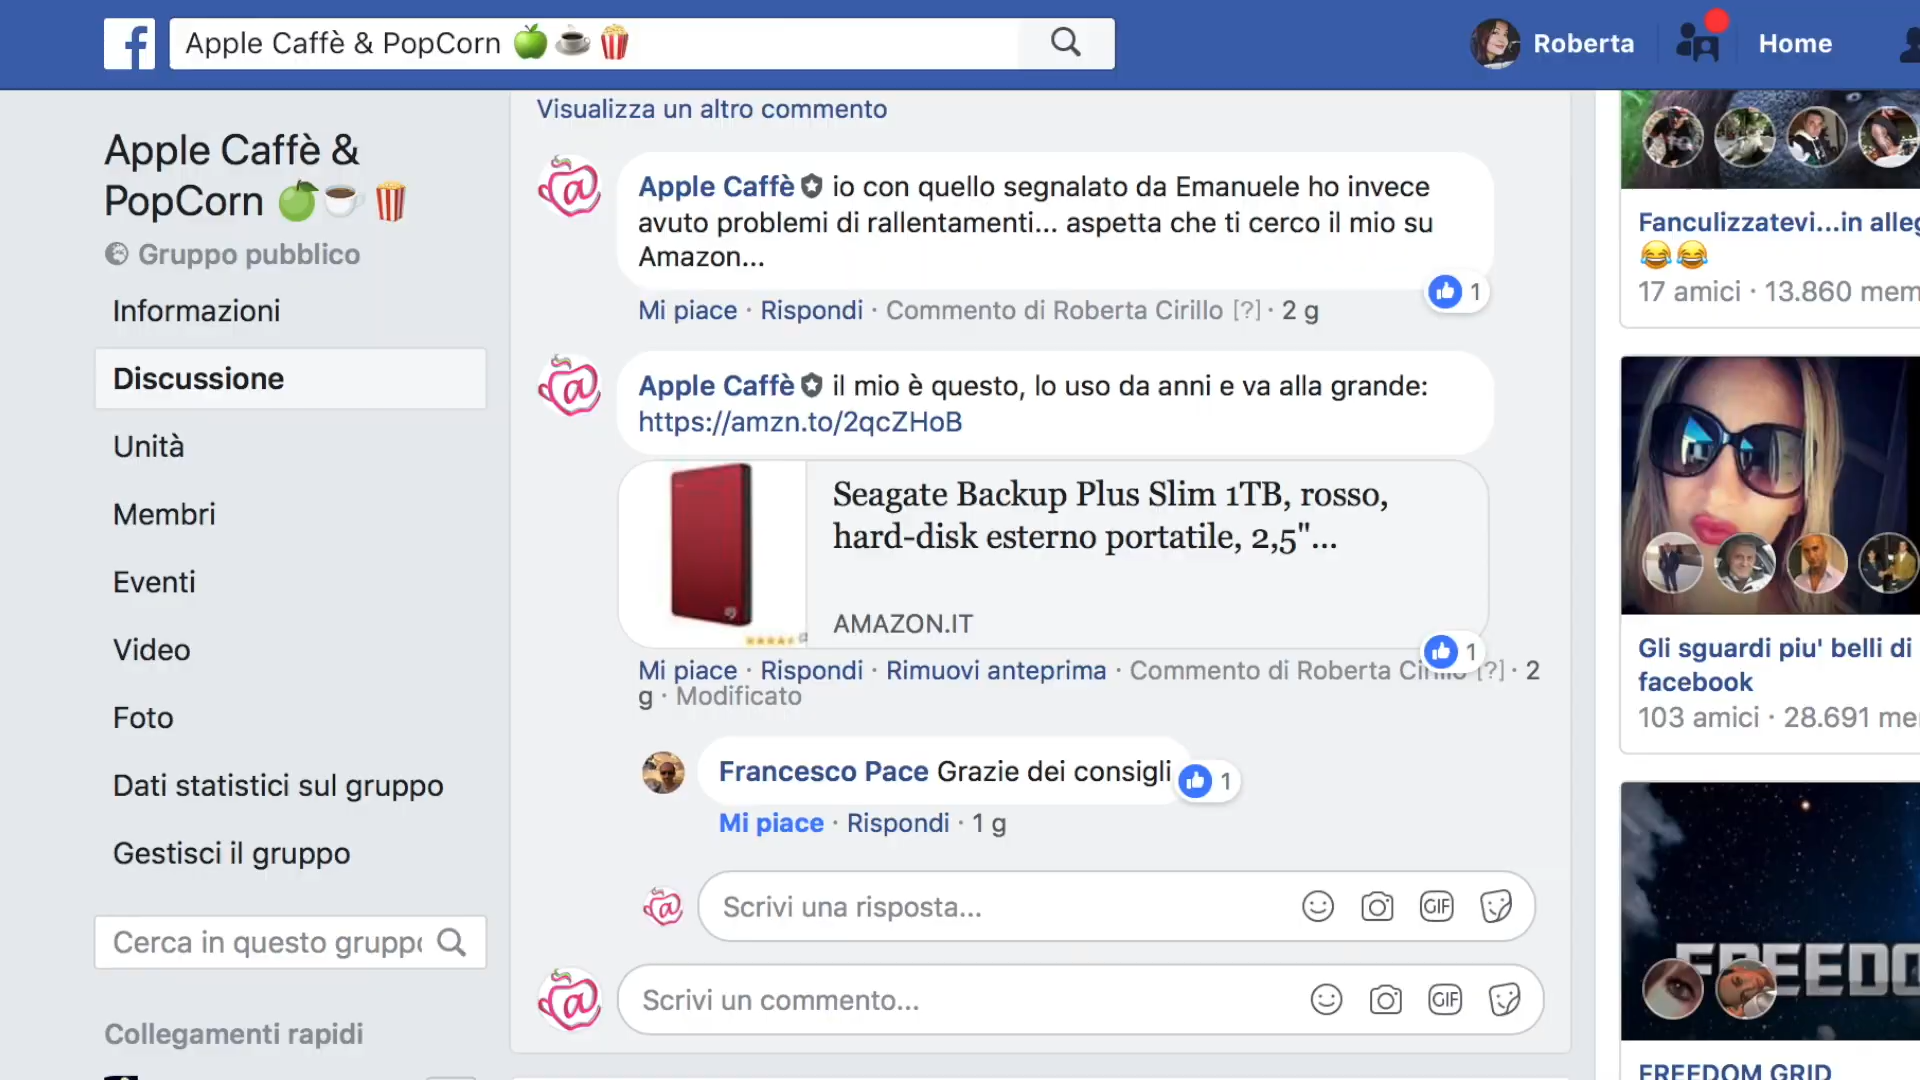 Apple Caffè & PopCorn 🍏☕🍿
Roberta
Home
Apple Caffè &
PopCorn 🍏☕🍿
Gruppo pubblico
Informazioni
Discussione
Unità
Membri
Eventi
Video
Foto
Dati statistici sul gruppo
Gestisci il gruppo
Cerca in questo gruppo
Collegamenti rapidi
Visualizza un altro commento
Apple Caffè io con quello segnalato da Emanuele ho invece
avuto problemi di rallentamenti... aspetta che ti cerco il mio su
Amazon...
1
Mi piace · Rispondi · Commento di Roberta Cirillo [?] · 2 g
Apple Caffè il mio è questo, lo uso da anni e va alla grande:
https://amzn.to/2qcZHoB
Seagate Backup Plus Slim 1TB, rosso,
hard-disk esterno portatile, 2,5"...
AMAZON.IT
1
Mi piace · Rispondi · Rimuovi anteprima · Commento di Roberta Cirillo [?] · 2
g · Modificato
Francesco Pace Grazie dei consigli
1
Mi piace · Rispondi · 1 g
Scrivi una risposta...
GIF
Scrivi un commento...
GIF
Fanculizzatevi...in alleg
😂😂
17 amici · 13.860 mem
Gli sguardi piu' belli di
facebook
103 amici · 28.691 me
FREEDO
FREEDOM GRID